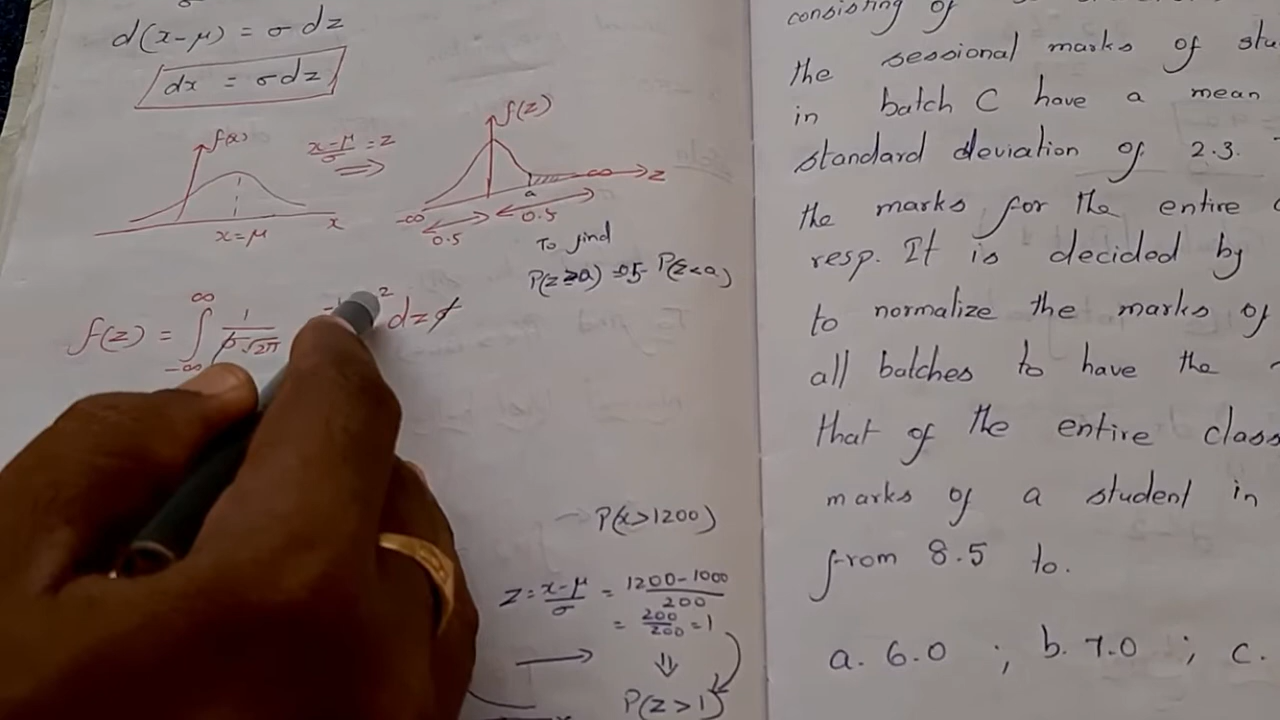 d(x-μ) = σ dz
dx = σdz
f(x)
x-μ/σ = z
⇒
x=μ
x
f(z)
-∞
0.5
a
0.5
∞
z
To find
P(z≥a) = 0.5 - P(z<a)
f(z) = ∫_{-∞}^{∞} 1/σ√2π 2 dz σ
P(x>1200)
z = x-μ/σ = 1200-1000/200
= 200/200 = 1
⇓
P(z>1)
consisting of
the sessional marks of
in batch C have a mean
standard deviation of 2.3.
the marks for the entire
resp. It is decided by
to normalize the marks of
all batches to have the
that of the entire class
marks of a student in
from 8.5 to.
a. 6.0 ; b. 7.0 ; c.